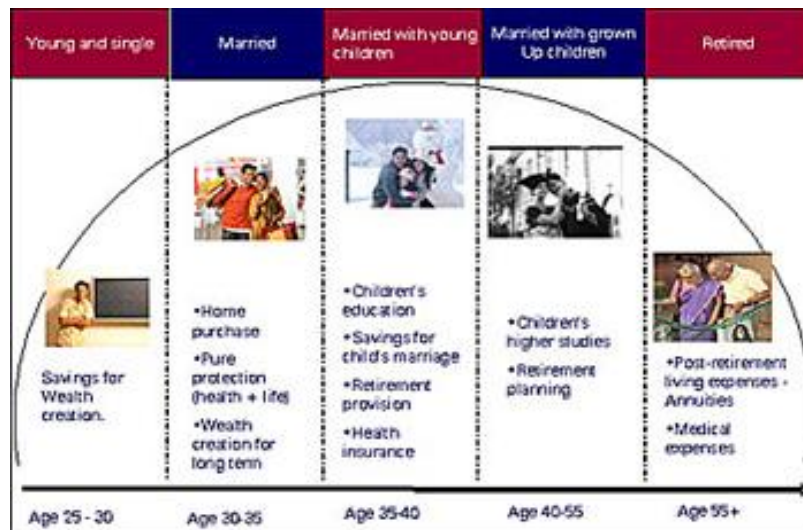 Young and single
Married
Married with young
children
Married with grown
Up children
Retired
Savings for
Wealth
creation.
•Home
purchase
•Pure
protection
(health + life)
•Wealth
creation for
long term
•Children's
education
•Savings for
child's marriage
•Retirement
provision
•Health
insurance
•Children's
higher studies
•Retirement
planning
•Post-retirement
living expenses -
Annuities
•Medical
expenses
Age 25 - 30
Age 30-35
Age 35-40
Age 40-55
Age 55+